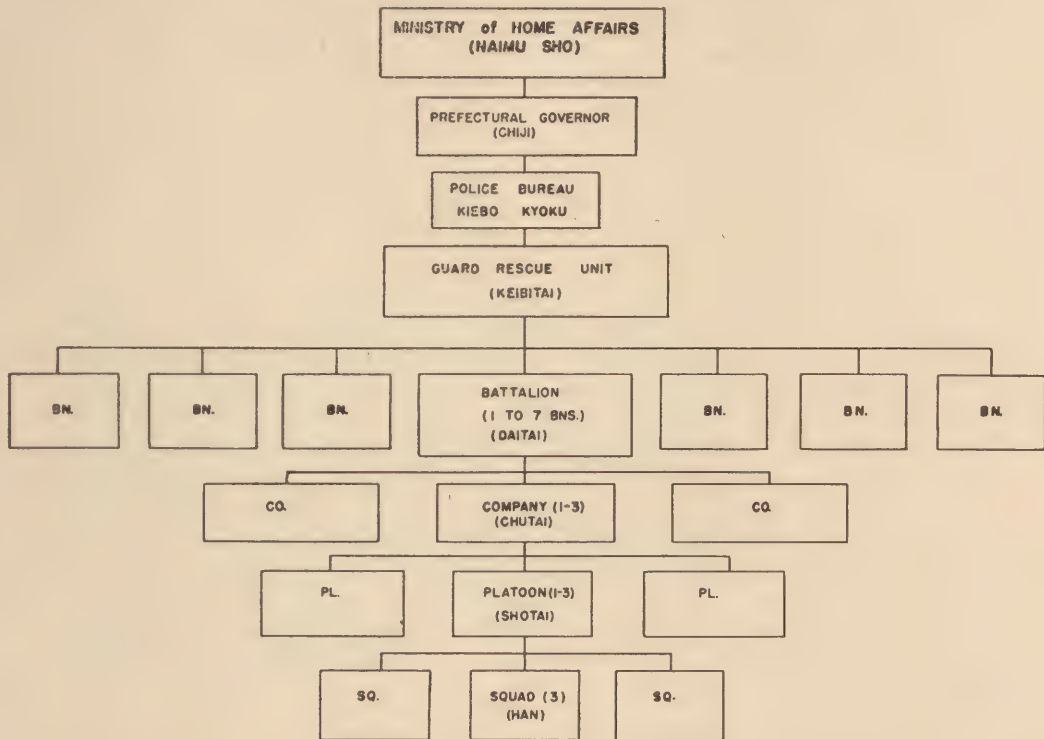 MINISTRY of HOME AFFAIRS
(NAIMU SHO)
PREFECTURAL GOVERNOR
(CHIJI)
POLICE BUREAU
KIEBO KYOKU
GUARD RESCUE UNIT
(KEIBITAI)
BN.
BN.
BN.
BATTALION
(1 TO 7 BNS.)
(DAITAI)
BN.
BN.
BN.
CO.
COMPANY (1-3)
(CHUTAI)
CO.
PL.
PLATOON (1-3)
(SHOTAI)
PL.
SQ.
SQUAD (3)
(HAN)
SQ.